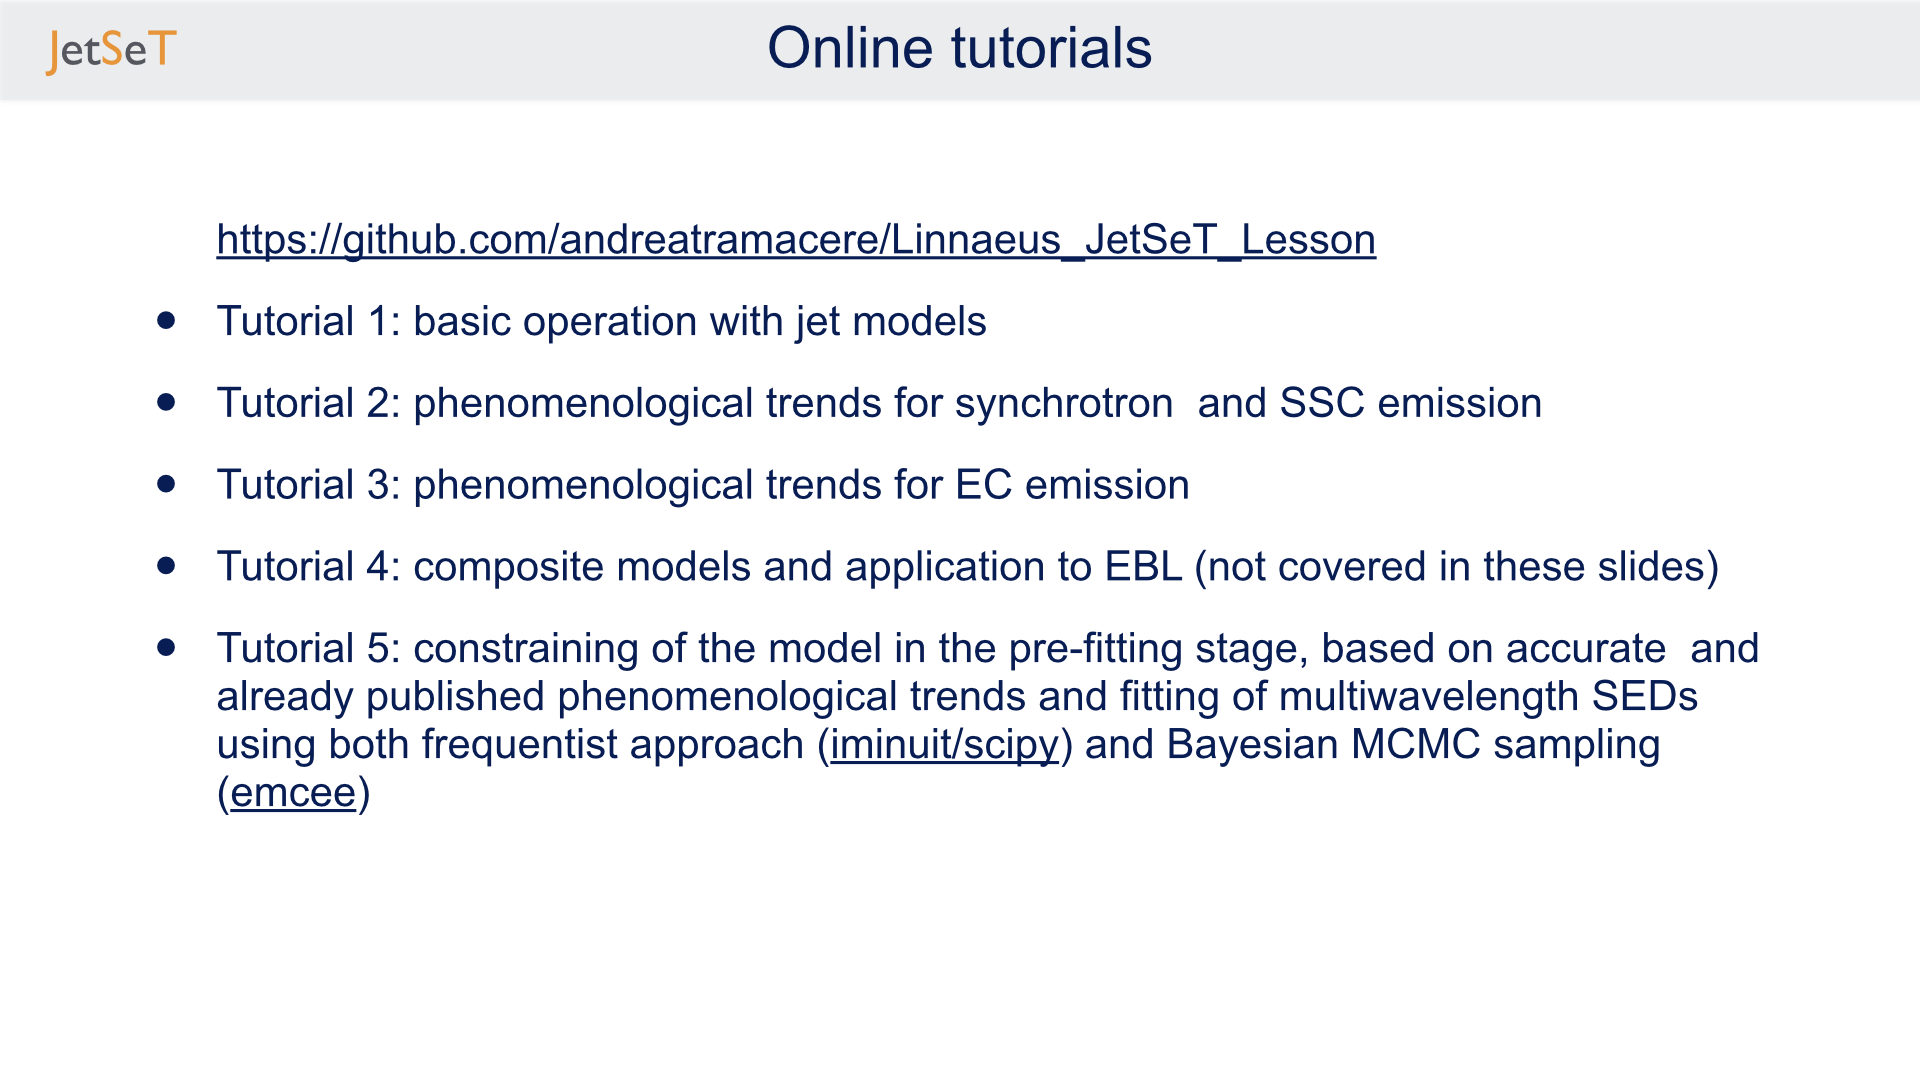 JetSeT
Online tutorials
https://github.com/andreatramacere/Linnaeus_JetSeT_Lesson
● Tutorial 1: basic operation with jet models
● Tutorial 2: phenomenological trends for synchrotron  and SSC emission
● Tutorial 3: phenomenological trends for EC emission
● Tutorial 4: composite models and application to EBL (not covered in these slides)
● Tutorial 5: constraining of the model in the pre-fitting stage, based on accurate  and
already published phenomenological trends and fitting of multiwavelength SEDs
using both frequentist approach (iminuit/scipy) and Bayesian MCMC sampling
(emcee)